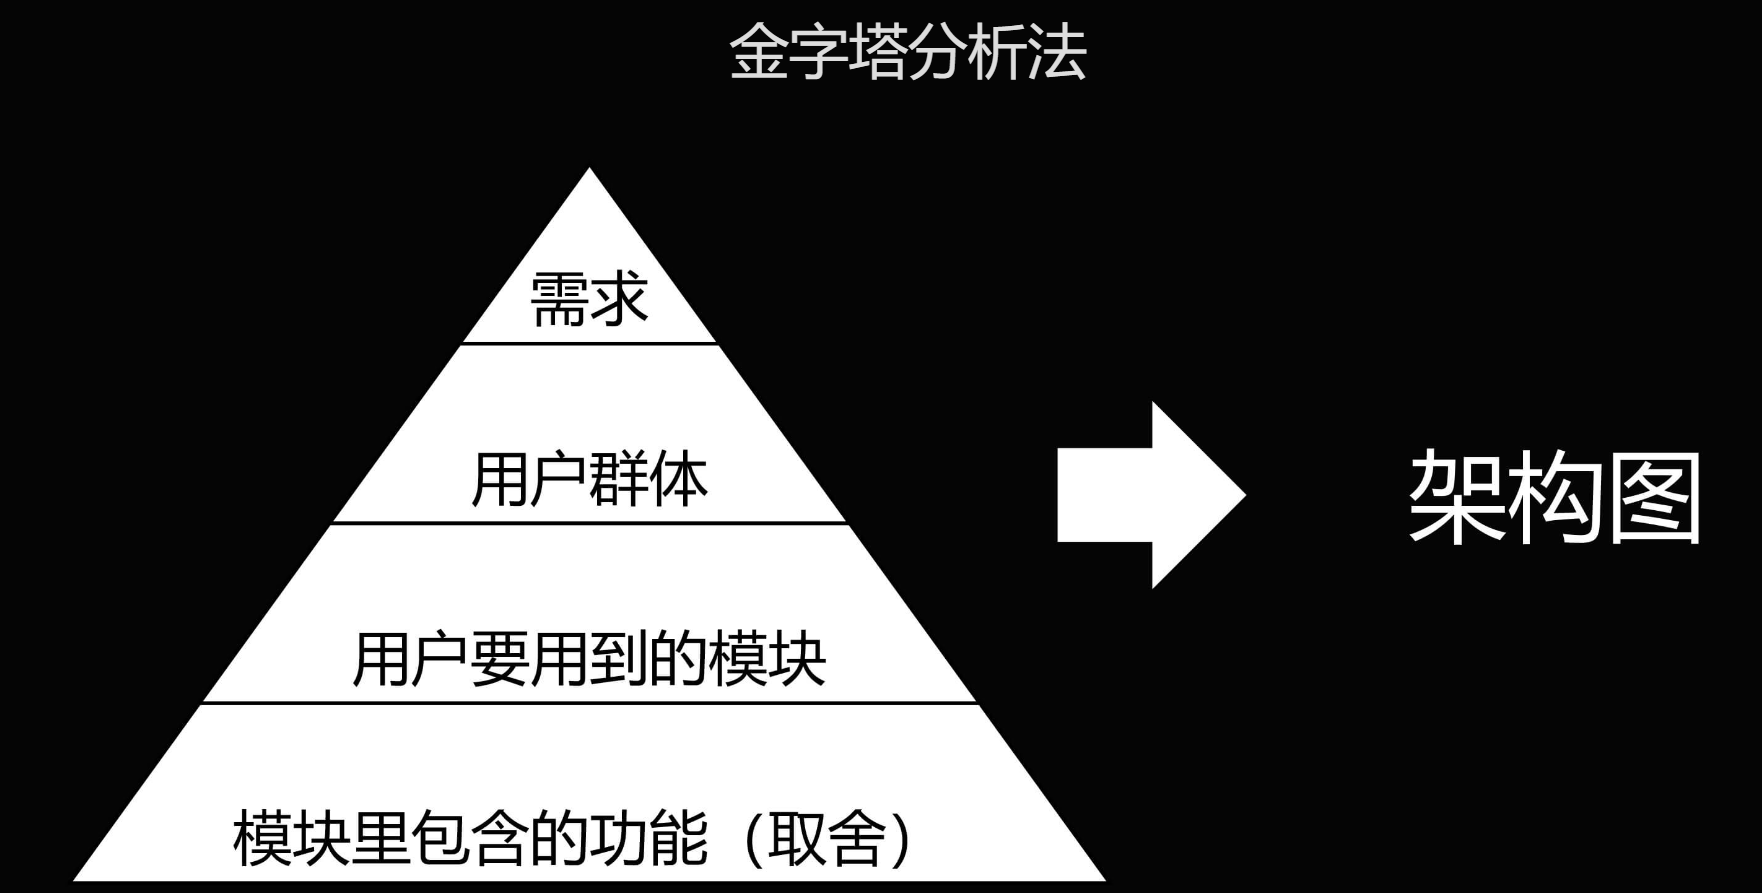 金字塔分析法
需求
用户群体
用户要用到的模块
模块里包含的功能（取舍）
架构图